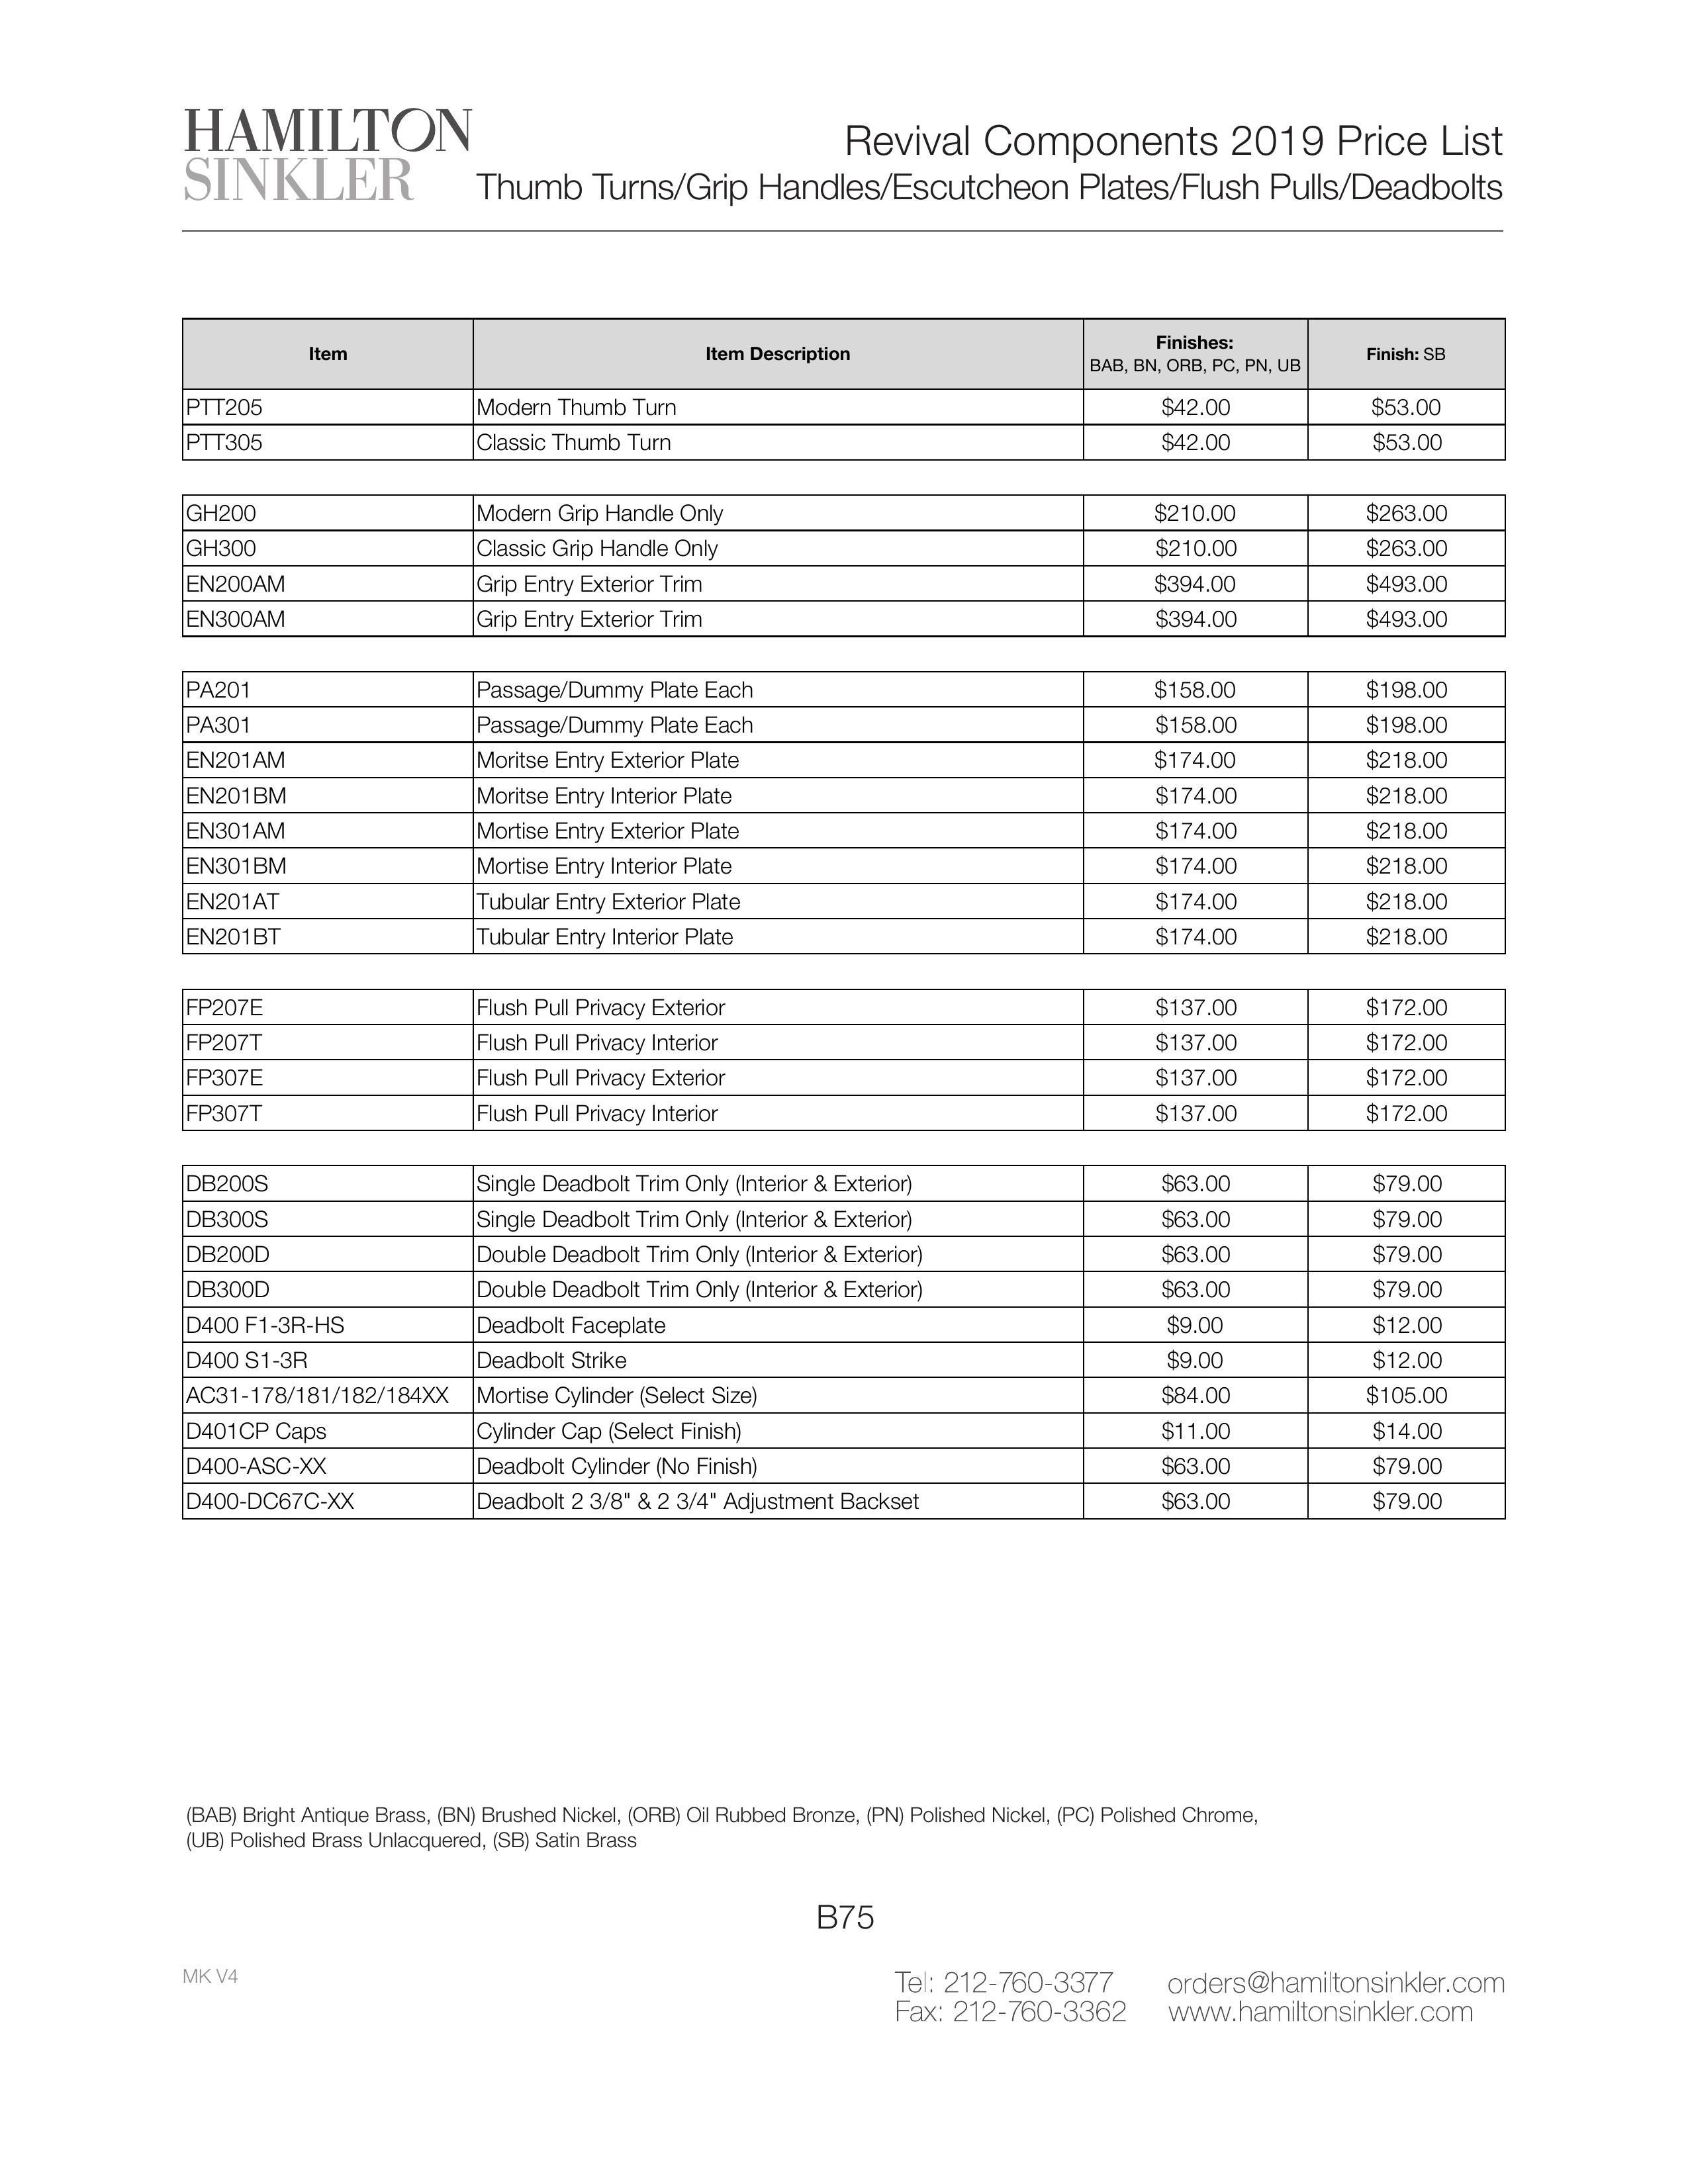 HAMILTON
SINKLER
Revival Components 2019 Price List
Thumb Turns/Grip Handles/Escutcheon Plates/Flush Pulls/Deadbolts
Item Item Description Finishes: BAB, BN, ORB, PC, PN, UB Finish: SB
PTT205 Modern Thumb Turn $42.00 $53.00
PTT305 Classic Thumb Turn $42.00 $53.00
GH200 Modern Grip Handle Only $210.00 $263.00
GH300 Classic Grip Handle Only $210.00 $263.00
EN200AM Grip Entry Exterior Trim $394.00 $493.00
EN300AM Grip Entry Exterior Trim $394.00 $493.00
PA201 Passage/Dummy Plate Each $158.00 $198.00
PA301 Passage/Dummy Plate Each $158.00 $198.00
EN201AM Moritse Entry Exterior Plate $174.00 $218.00
EN201BM Moritse Entry Interior Plate $174.00 $218.00
EN301AM Mortise Entry Exterior Plate $174.00 $218.00
EN301BM Mortise Entry Interior Plate $174.00 $218.00
EN201AT Tubular Entry Exterior Plate $174.00 $218.00
EN201BT Tubular Entry Interior Plate $174.00 $218.00
FP207E Flush Pull Privacy Exterior $137.00 $172.00
FP207T Flush Pull Privacy Interior $137.00 $172.00
FP307E Flush Pull Privacy Exterior $137.00 $172.00
FP307T Flush Pull Privacy Interior $137.00 $172.00
DB200S Single Deadbolt Trim Only (Interior & Exterior) $63.00 $79.00
DB300S Single Deadbolt Trim Only (Interior & Exterior) $63.00 $79.00
DB200D Double Deadbolt Trim Only (Interior & Exterior) $63.00 $79.00
DB300D Double Deadbolt Trim Only (Interior & Exterior) $63.00 $79.00
D400 F1-3R-HS Deadbolt Faceplate $9.00 $12.00
D400 S1-3R Deadbolt Strike $9.00 $12.00
AC31-178/181/182/184XX Mortise Cylinder (Select Size) $84.00 $105.00
D401CP Caps Cylinder Cap (Select Finish) $11.00 $14.00
D400-ASC-XX Deadbolt Cylinder (No Finish) $63.00 $79.00
D400-DC67C-XX Deadbolt 2 3/8" & 2 3/4" Adjustment Backset $63.00 $79.00
(BAB) Bright Antique Brass, (BN) Brushed Nickel, (ORB) Oil Rubbed Bronze, (PN) Polished Nickel, (PC) Polished Chrome,
(UB) Polished Brass Unlacquered, (SB) Satin Brass
B75
MK V4
Tel: 212-760-3377 orders@hamiltonsinkler.com
Fax: 212-760-3362 www.hamiltonsinkler.com